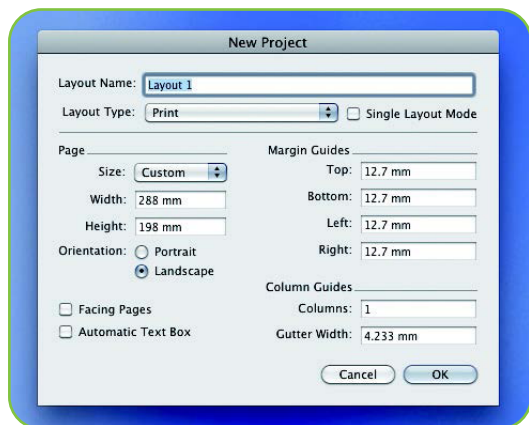 New Project
Layout Name: Layout 1
Layout Type: Print Single Layout Mode
Page
Size: Custom
Width: 288 mm
Height: 198 mm
Orientation: Portrait
Landscape
Facing Pages
Automatic Text Box
Margin Guides
Top: 12.7 mm
Bottom: 12.7 mm
Left: 12.7 mm
Right: 12.7 mm
Column Guides
Columns: 1
Gutter Width: 4.233 mm
Cancel OK